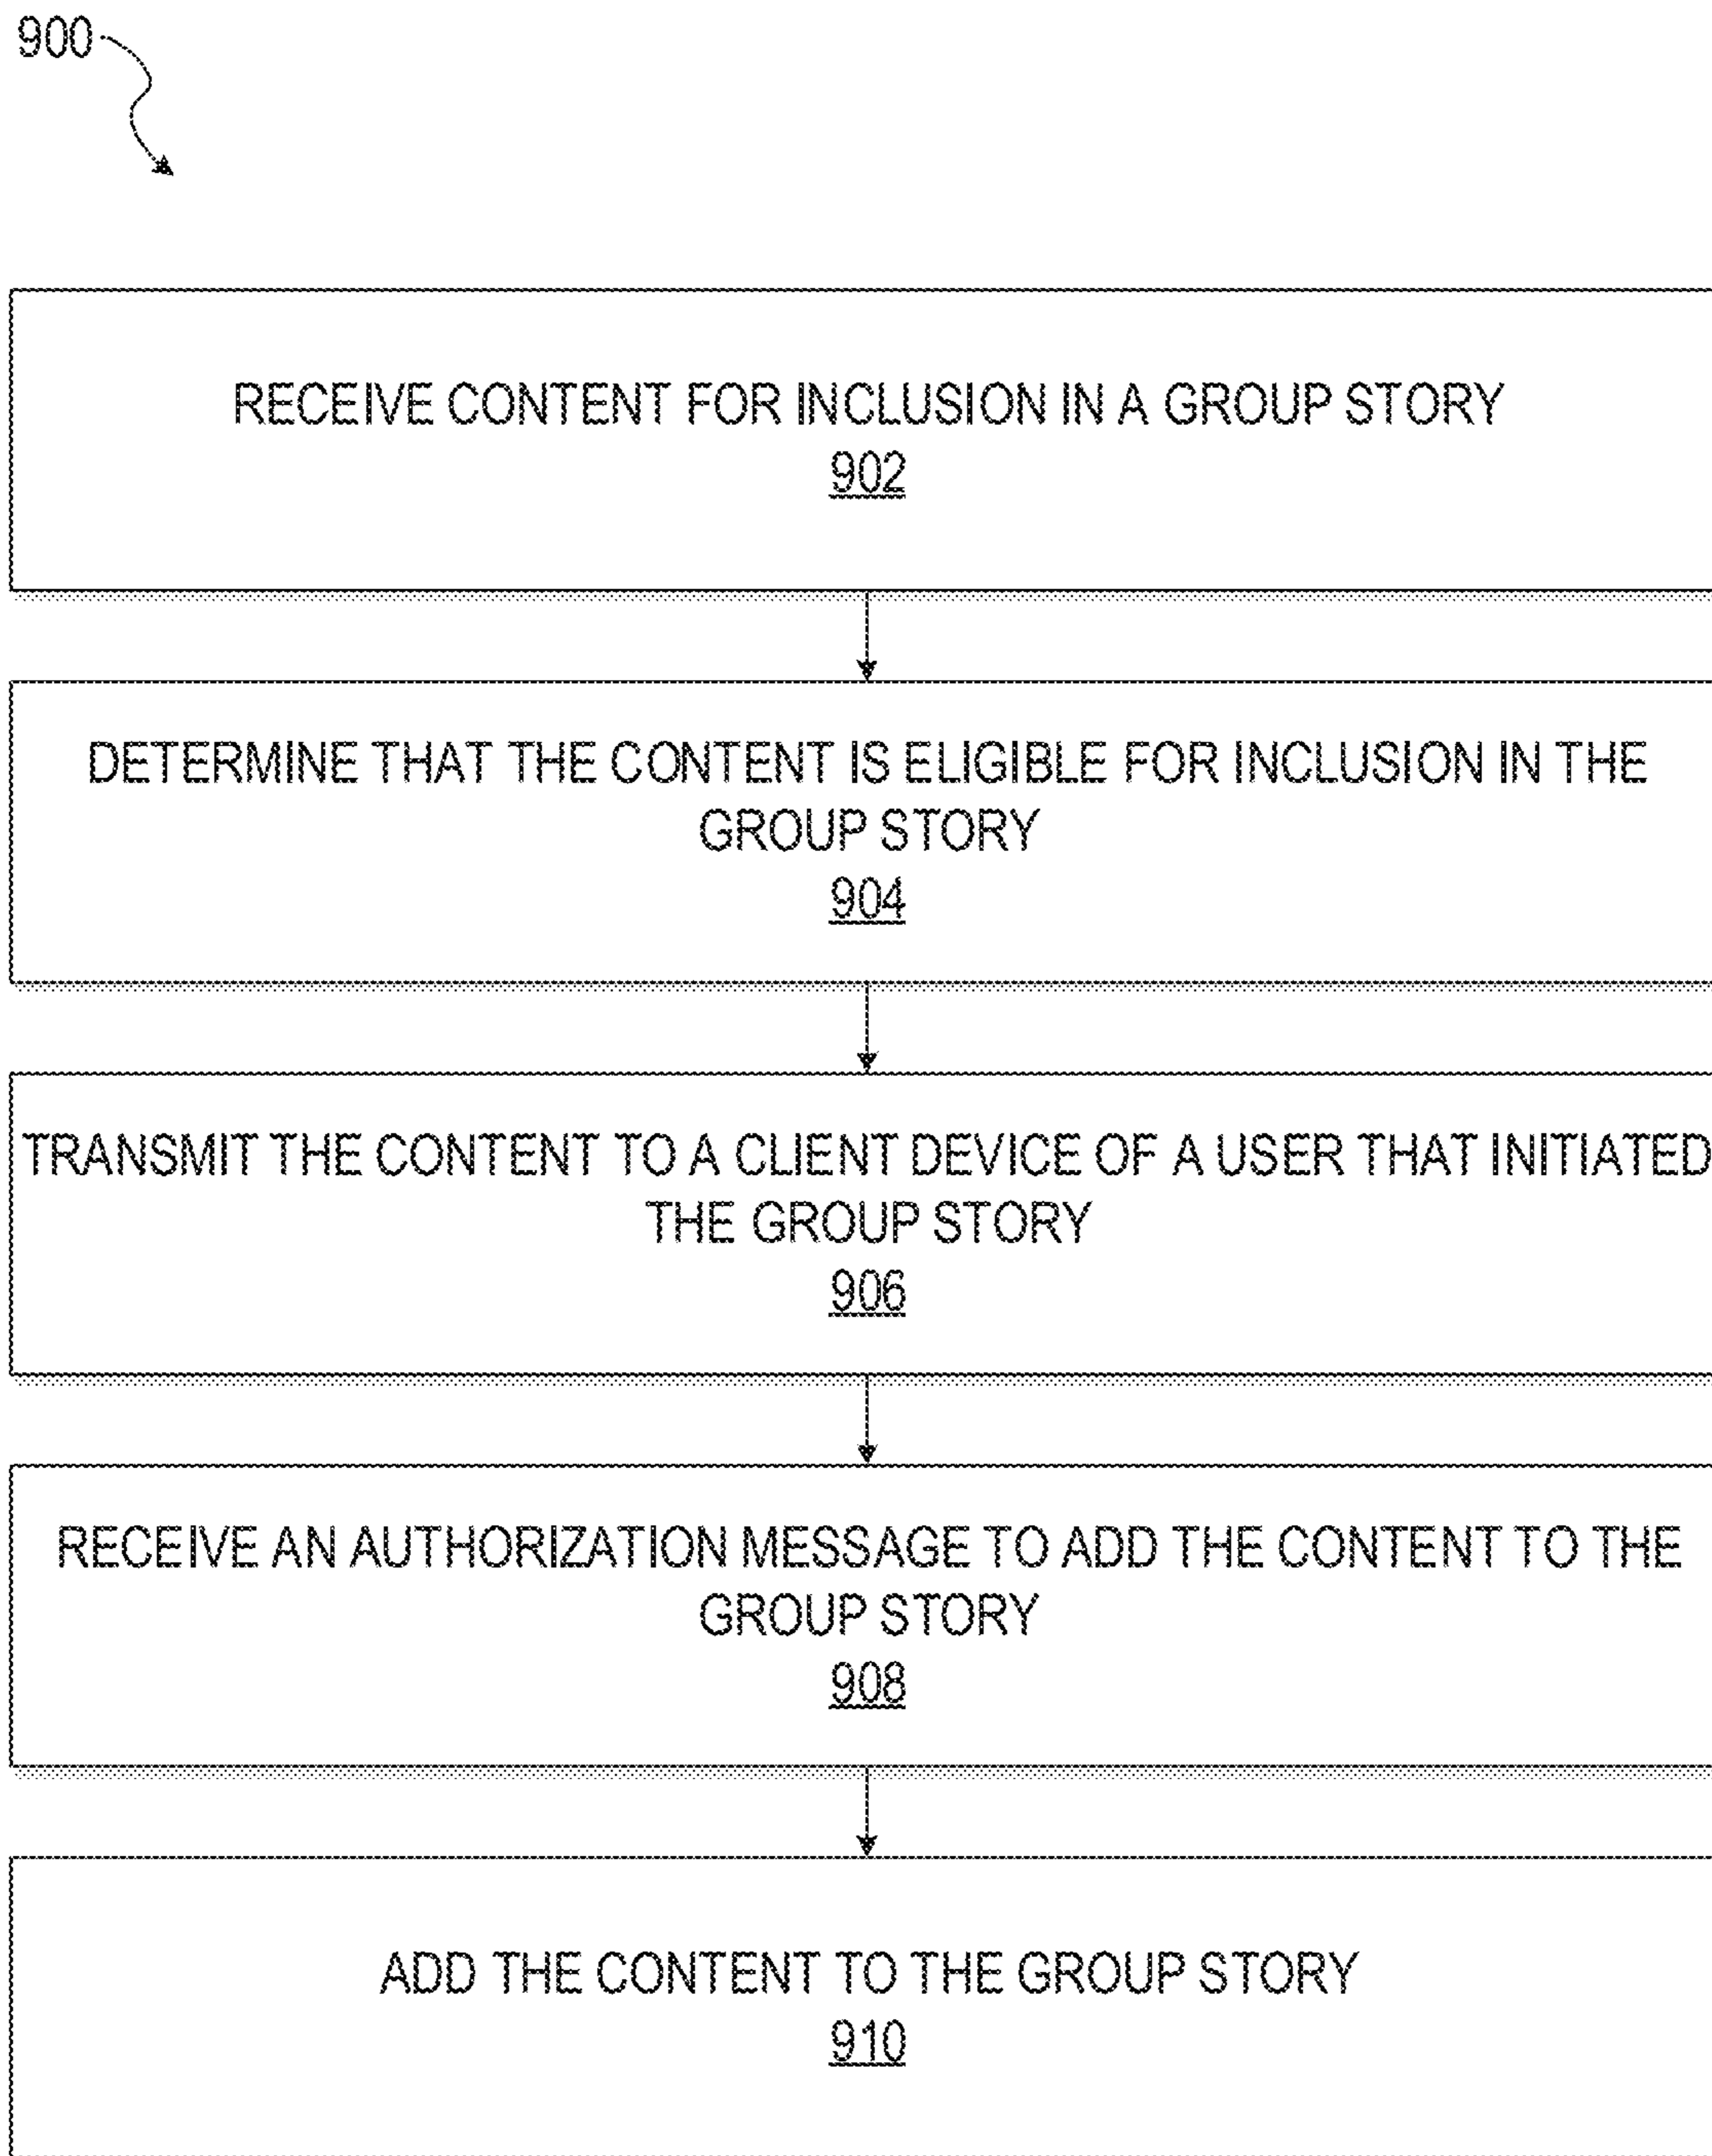 900
RECEIVE CONTENT FOR INCLUSION IN A GROUP STORY
902
DETERMINE THAT THE CONTENT IS ELIGIBLE FOR INCLUSION IN THE
GROUP STORY
904
TRANSMIT THE CONTENT TO A CLIENT DEVICE OF A USER THAT INITIATED
THE GROUP STORY
906
RECEIVE AN AUTHORIZATION MESSAGE TO ADD THE CONTENT TO THE
GROUP STORY
908
ADD THE CONTENT TO THE GROUP STORY
910